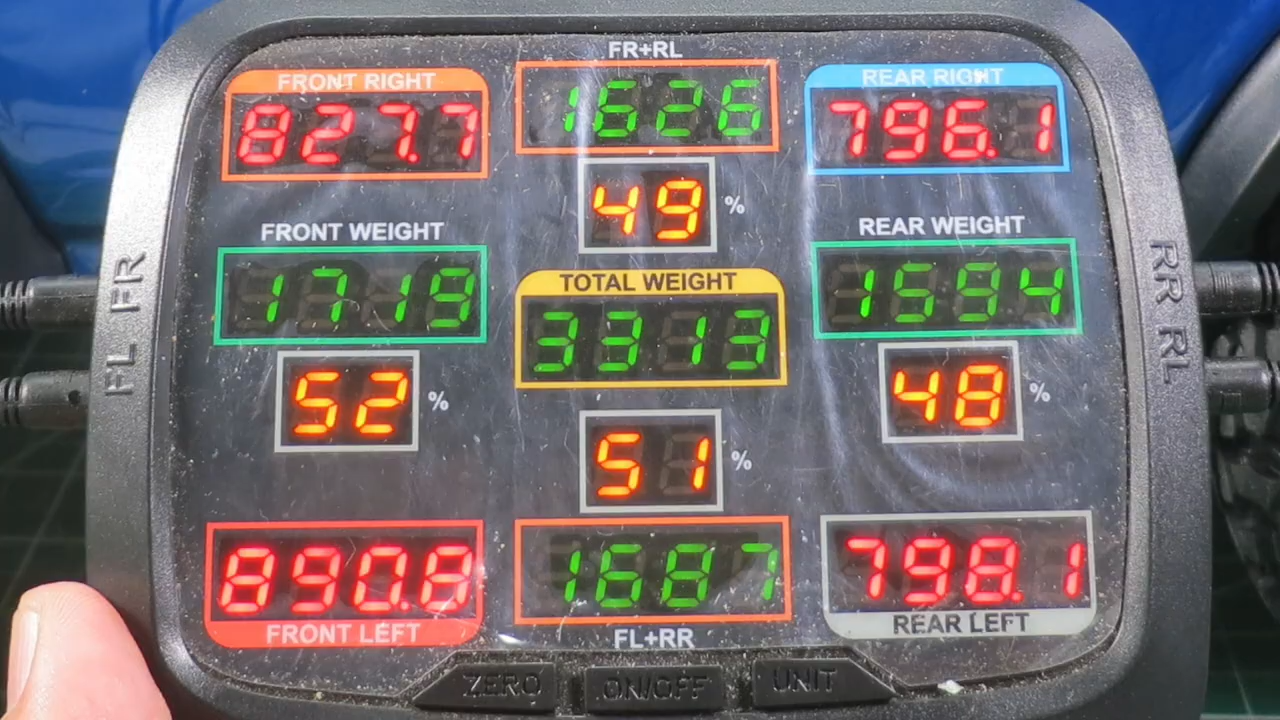 FR+RL
FRONT RIGHT
REAR RIGHT
827.7
1626
796.1
49 %
FRONT WEIGHT
REAR WEIGHT
TOTAL WEIGHT
1719
3313
1594
52 %
48 %
51 %
890.8
1687
798.1
FRONT LEFT
FL+RR
REAR LEFT
FL FR
RR RL
ZERO
ON/OFF
UNIT